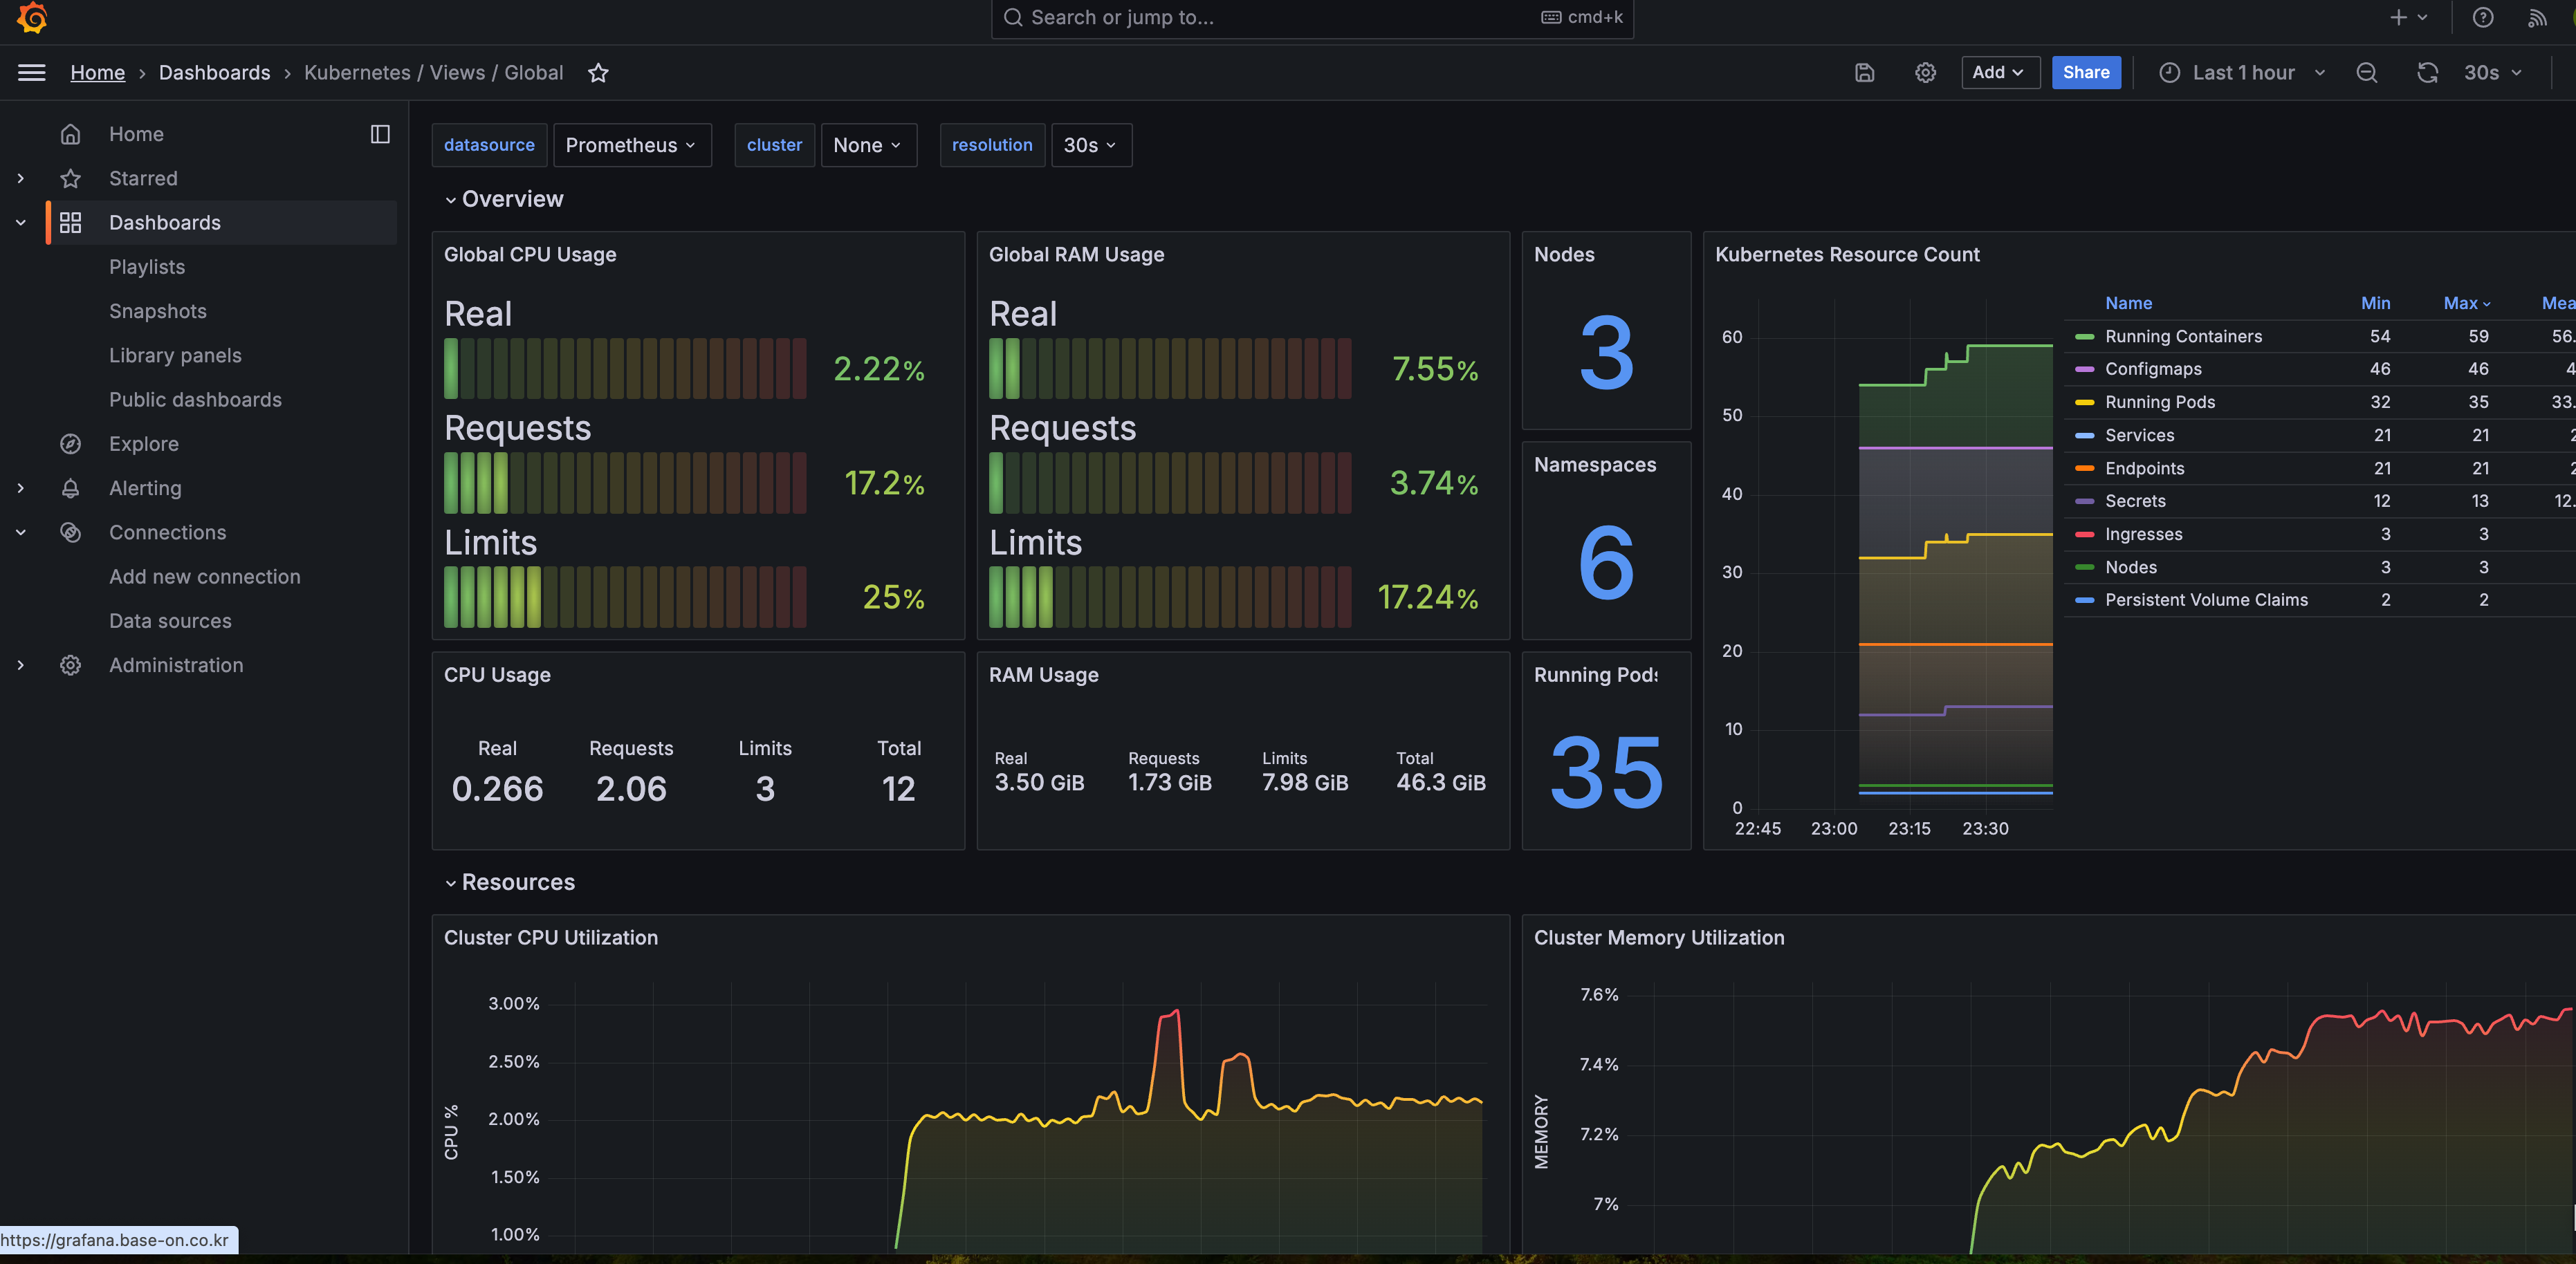 Search or jump to...
cmd+k
Home › Dashboards › Kubernetes / Views / Global
Add
Share
Last 1 hour
30s
Home
Starred
Dashboards
Playlists
Snapshots
Library panels
Public dashboards
Explore
Alerting
Connections
Add new connection
Data sources
Administration
datasource Prometheus
cluster None
resolution 30s
Overview
Global CPU Usage
Real
2.22%
Requests
17.2%
Limits
25%
Global RAM Usage
Real
7.55%
Requests
3.74%
Limits
17.24%
Nodes
3
Namespaces
6
Running Pods
35
CPU Usage
Real Requests Limits Total
0.266 2.06 3 12
RAM Usage
Real Requests Limits Total
3.50 GiB 1.73 GiB 7.98 GiB 46.3 GiB
Kubernetes Resource Count
60
50
40
30
20
10
0
22:45 23:00 23:15 23:30
Name Min Max Mea
Running Containers 54 59 56.
Configmaps 46 46 4
Running Pods 32 35 33.
Services 21 21 2
Endpoints 21 21 2
Secrets 12 13 12.
Ingresses 3 3
Nodes 3 3
Persistent Volume Claims 2 2
Resources
Cluster CPU Utilization
CPU %
3.00%
2.50%
2.00%
1.50%
1.00%
Cluster Memory Utilization
MEMORY
7.6%
7.4%
7.2%
7%
https://grafana.base-on.co.kr